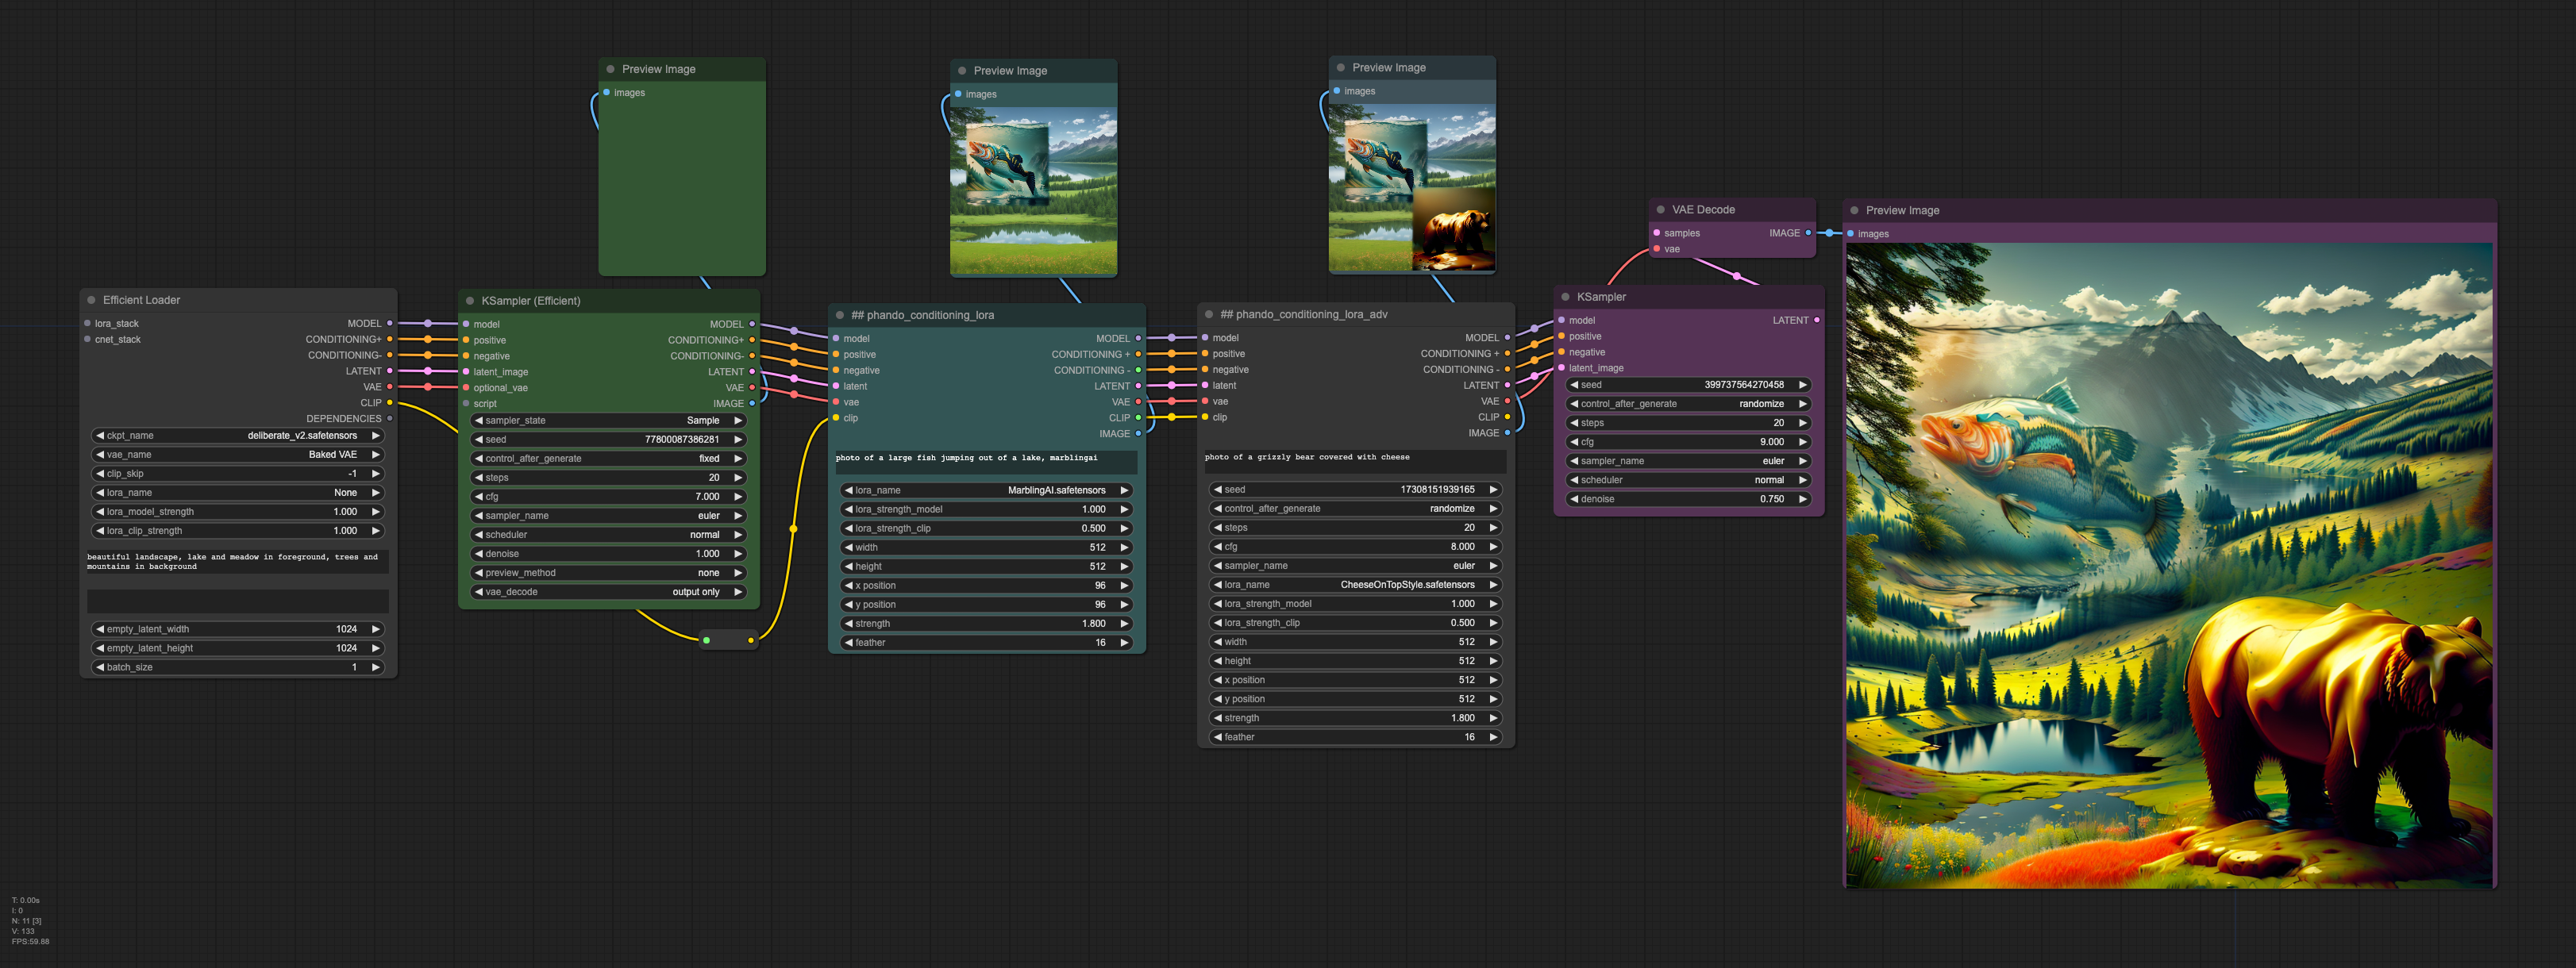 Preview Image
images
Preview Image
images
Preview Image
images
VAE Decode
samples IMAGE
vae
Preview Image
images
Efficient Loader
lora_stack MODEL
cnet_stack CONDITIONING+
CONDITIONING-
LATENT
VAE
CLIP
DEPENDENCIES
ckpt_name deliberate_v2.safetensors
vae_name Baked VAE
clip_skip -1
lora_name None
lora_model_strength 1.000
lora_clip_strength 1.000
beautiful landscape, lake and meadow in foreground, trees and
mountains in background
empty_latent_width 1024
empty_latent_height 1024
batch_size 1
KSampler (Efficient)
model MODEL
positive CONDITIONING+
negative CONDITIONING-
latent_image LATENT
optional_vae VAE
script IMAGE
sampler_state Sample
seed 77800087386281
control_after_generate fixed
steps 20
cfg 7.000
sampler_name euler
scheduler normal
denoise 1.000
preview_method none
vae_decode output only
## phando_conditioning_lora
model MODEL
positive CONDITIONING +
negative CONDITIONING -
latent LATENT
vae VAE
clip CLIP
IMAGE
photo of a large fish jumping out of a lake, marblingai
lora_name MarblingAI.safetensors
lora_strength_model 1.000
lora_strength_clip 0.500
width 512
height 512
x position 96
y position 96
strength 1.800
feather 16
## phando_conditioning_lora_adv
model MODEL
positive CONDITIONING +
negative CONDITIONING -
latent LATENT
vae VAE
clip CLIP
IMAGE
photo of a grizzly bear covered with cheese
seed 17308151939165
control_after_generate randomize
steps 20
cfg 8.000
sampler_name euler
lora_name CheeseOnTopStyle.safetensors
lora_strength_model 1.000
lora_strength_clip 0.500
width 512
height 512
x position 512
y position 512
strength 1.800
feather 16
KSampler
model LATENT
positive
negative
latent_image
seed 399737564270458
control_after_generate randomize
steps 20
cfg 9.000
sampler_name euler
scheduler normal
denoise 0.750
T: 0.00s
I: 0
N: 11 [3]
V: 133
FPS:59.88